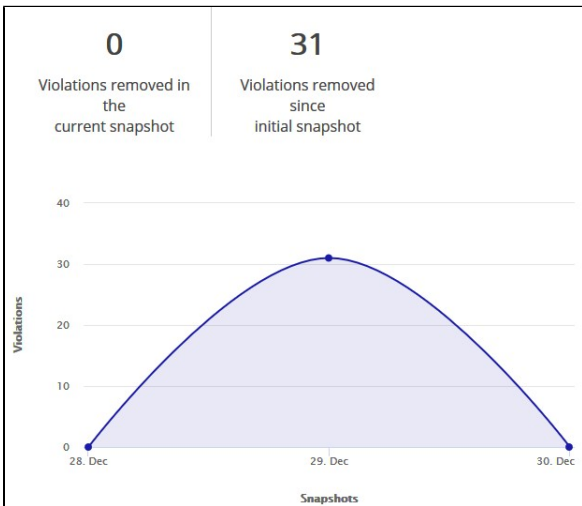 0
Violations removed in
the
current snapshot
31
Violations removed
since
initial snapshot
40
30
20
10
0
Violations
28. Dec
29. Dec
30. Dec
Snapshots